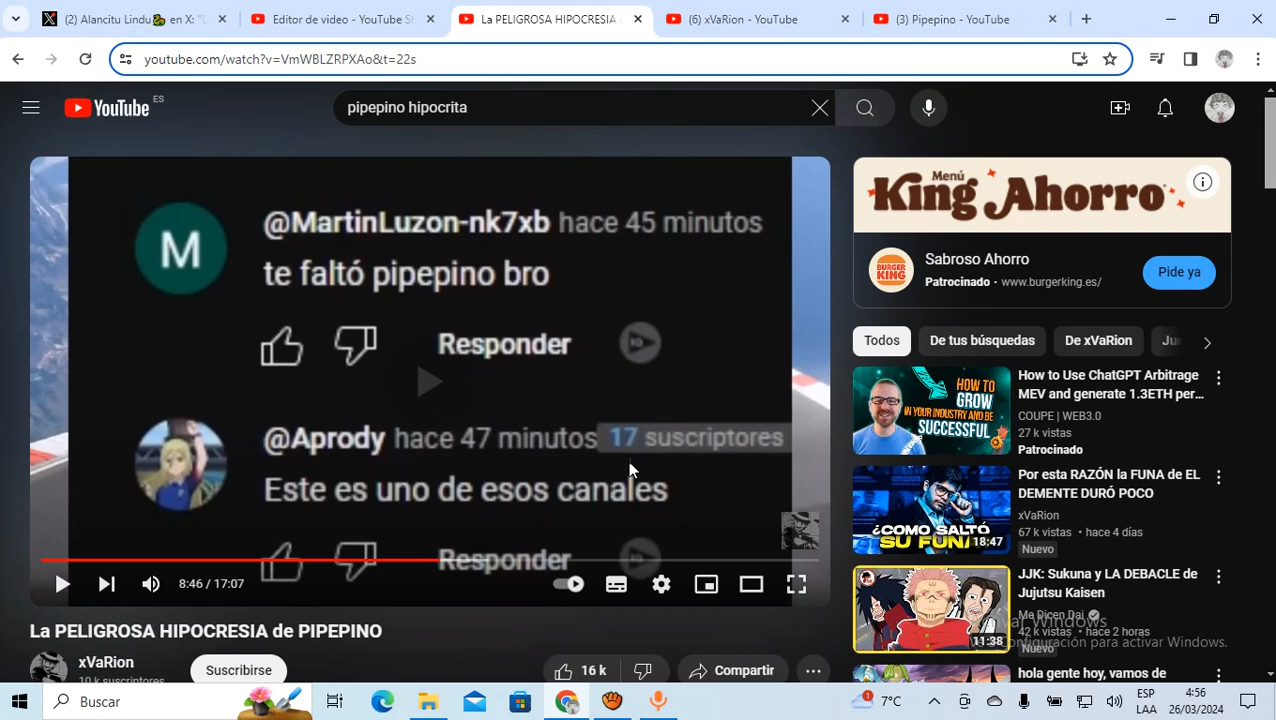 (2) Alancitu Lindu en X: "D
Editor de video - YouTube St
La PELIGROSA HIPOCRESIA
(6) xVaRion - YouTube
(3) Pipepino - YouTube
youtube.com/watch?v=VmWBLZRPXAo&t=22s
YouTube ES
pipepino hipocrita
@MartinLuzon-nk7xb hace 45 minutos
te faltó pipepino bro
Responder
@Aprody hace 47 minutos 17 suscriptores
Este es uno de esos canales
Responder
8:46 / 17:07
La PELIGROSA HIPOCRESIA de PIPEPINO
xVaRion
10 k suscriptores
Suscribirse
16 k
Compartir
Menú
King Ahorro
BURGER KING
Sabroso Ahorro
Patrocinado · www.burgerking.es/
Pide ya
Todos
De tus búsquedas
De xVaRion
HOW TO
GROW
IN YOUR INDUSTRY AND BE
SUCCESSFUL
How to Use ChatGPT Arbitrage
MEV and generate 1.3ETH per...
COUPE | WEB3.0
27 k vistas
Patrocinado
¿COMO SALTÓ
SU FUNA?
18:47
Por esta RAZÓN la FUNA de EL
DEMENTE DURÓ POCO
xVaRion
67 k vistas · hace 4 días
Nuevo
11:38
JJK: Sukuna y LA DEBACLE de
Jujutsu Kaisen
Me Dicen Dai
42 k vistas · hace 2 horas
Nuevo
hola gente hoy, vamos de
Buscar
7°C
ESP
LAA
4:56
26/03/2024